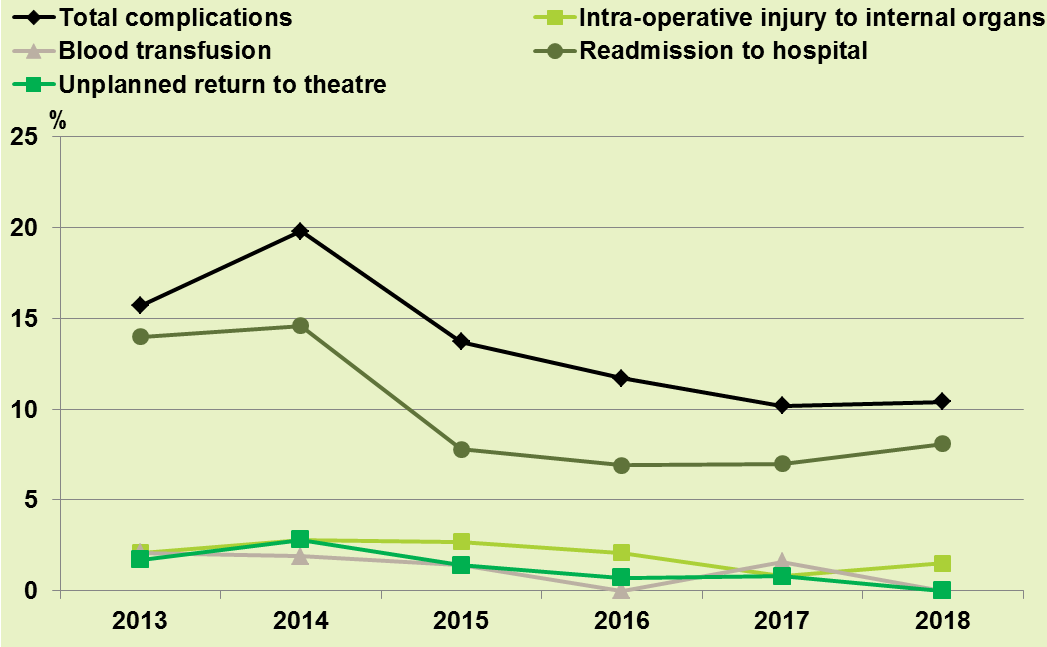 Total complications
Intra-operative injury to internal organs
Blood transfusion
Readmission to hospital
Unplanned return to theatre
%
25
20
15
10
5
0
2013 2014 2015 2016 2017 2018